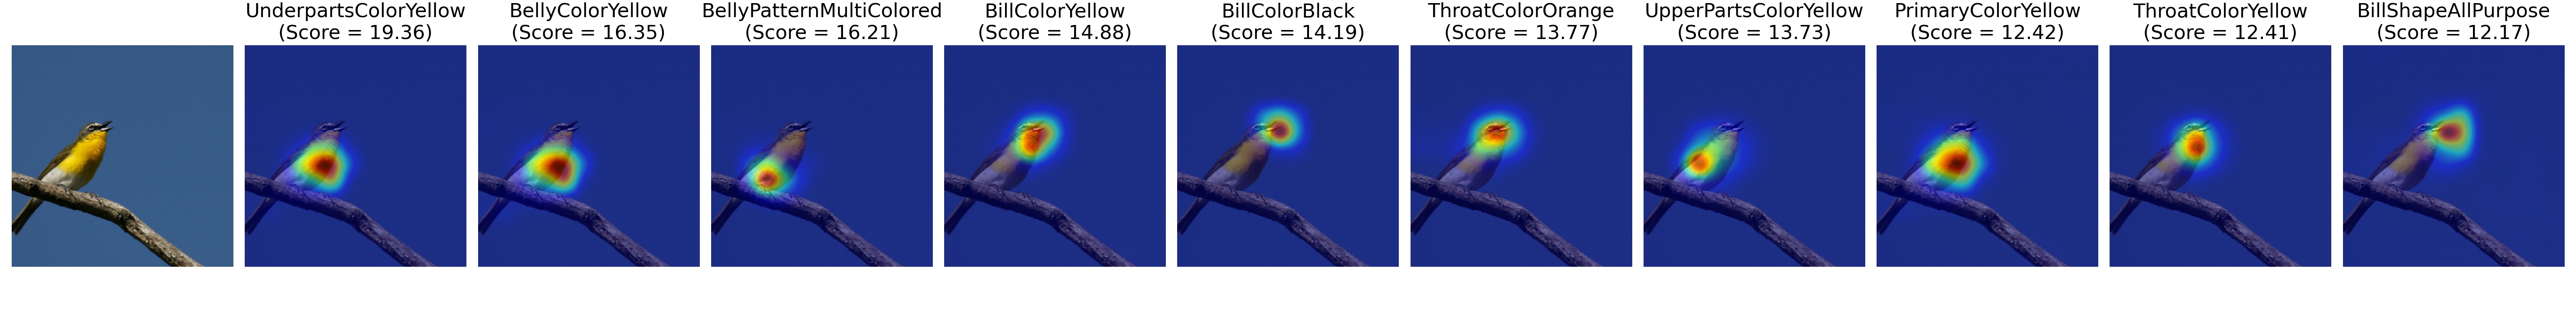 UnderpartsColorYellow
(Score = 19.36)
BellyColorYellow
(Score = 16.35)
BellyPatternMultiColored
(Score = 16.21)
BillColorYellow
(Score = 14.88)
BillColorBlack
(Score = 14.19)
ThroatColorOrange
(Score = 13.77)
UpperPartsColorYellow
(Score = 13.73)
PrimaryColorYellow
(Score = 12.42)
ThroatColorYellow
(Score = 12.41)
BillShapeAllPurpose
(Score = 12.17)